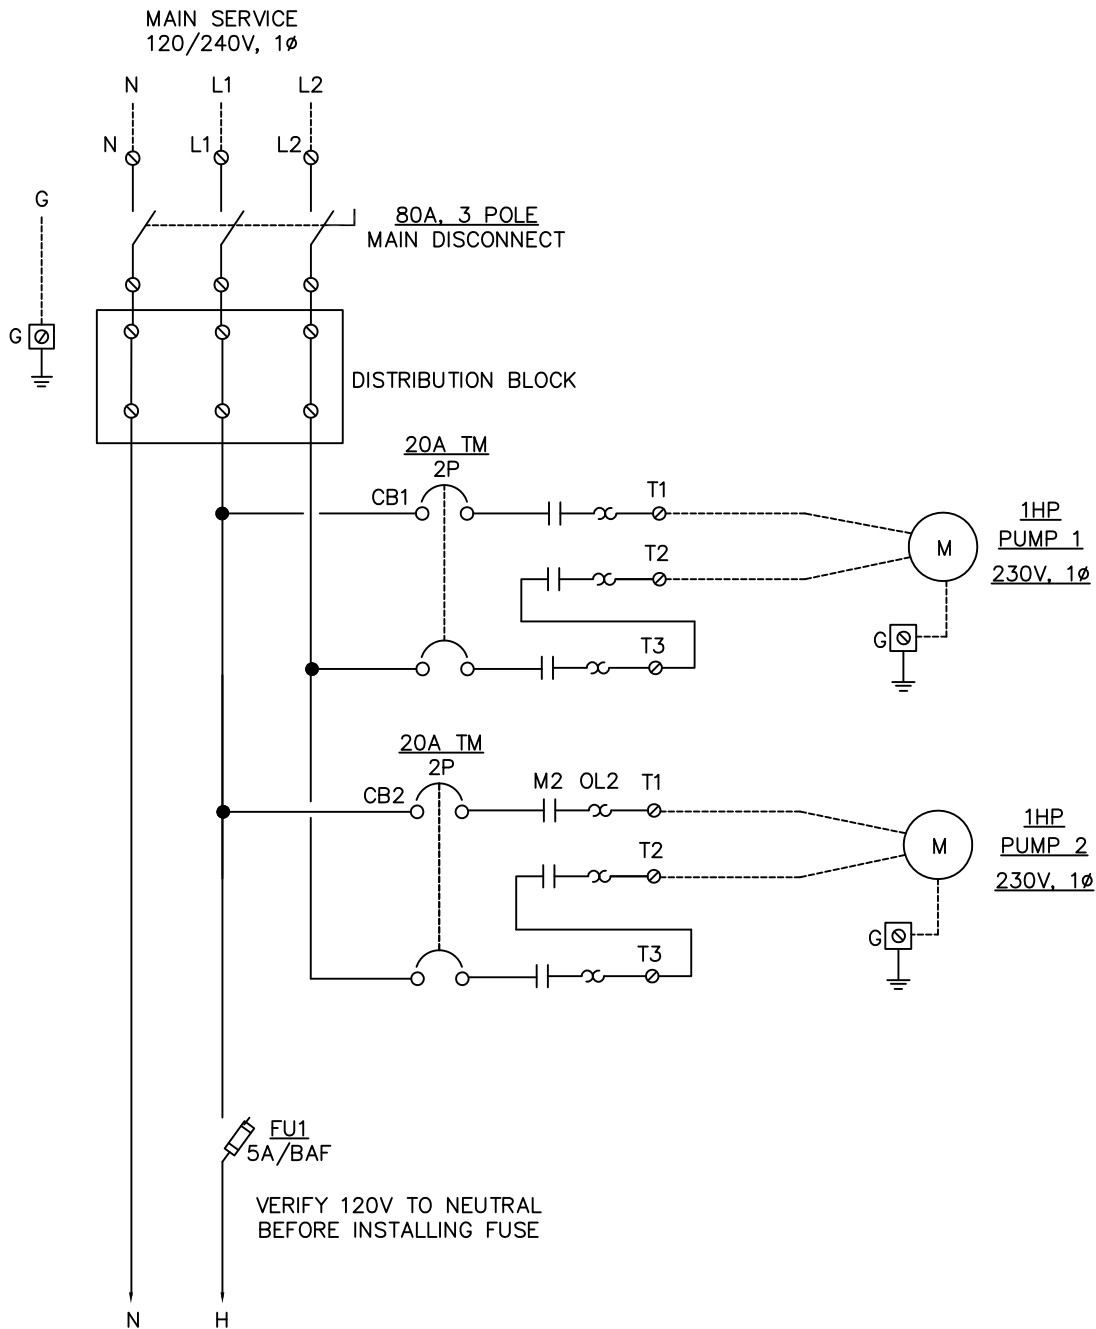 MAIN SERVICE
120/240V, 1ø
N L1 L2
N L1 L2
G
80A, 3 POLE
MAIN DISCONNECT
G
DISTRIBUTION BLOCK
20A TM
2P
CB1
T1
T2
T3
M
1HP
PUMP 1
230V, 1ø
G
20A TM
2P
CB2
M2 OL2 T1
T2
T3
M
1HP
PUMP 2
230V, 1ø
G
FU1
5A/BAF
VERIFY 120V TO NEUTRAL
BEFORE INSTALLING FUSE
N H